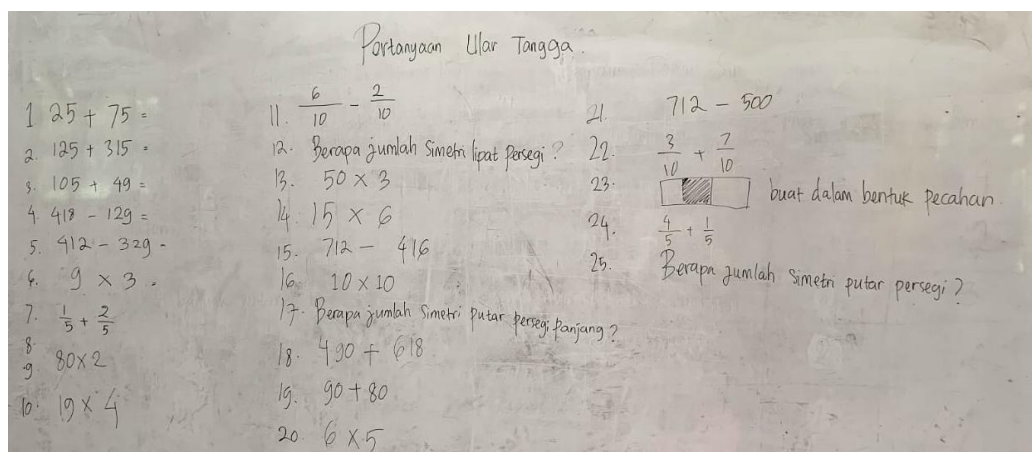 Portanyaan Ular Tangga.
1 25 + 75 =
2. 125 + 315 =
3. 105 + 49 =
4. 418 - 129 =
5. 412 - 329 -
6. 9 × 3 =
7. 1/5 + 2/5
8.
9. 80×2
10. 19 × 4
11. 6/10 - 2/10
12. Berapa jumlah Simetri lipat Persegi?
13. 50 × 3
14. 15 × 6
15. 712 - 416
16. 10 × 10
17. Berapa jumlah Simetri putar persegi panjang?
18. 490 + 618
19. 90 + 80
20. 6 × 5
21. 712 - 500
22. 3/10 + 7/10
23. buat dalam bentuk pecahan.
24. 4/5 + 1/5
25. Berapa jumlah simetri putar persegi?